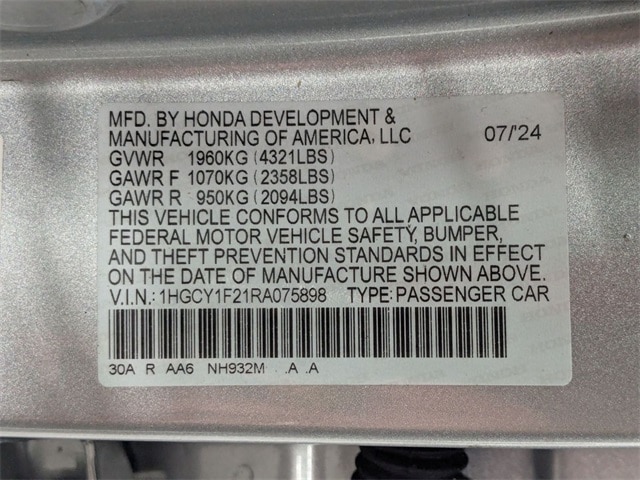 MFD. BY HONDA DEVELOPMENT &
MANUFACTURING OF AMERICA, LLC 07/'24
GVWR 1960KG (4321LBS)
GAWR F 1070KG (2358LBS)
GAWR R 950KG (2094LBS)
THIS VEHICLE CONFORMS TO ALL APPLICABLE
FEDERAL MOTOR VEHICLE SAFETY, BUMPER,
AND THEFT PREVENTION STANDARDS IN EFFECT
ON THE DATE OF MANUFACTURE SHOWN ABOVE.
V.I.N.: 1HGCY1F21RA075898 TYPE: PASSENGER CAR
30A R AA6 NH932M .A .A